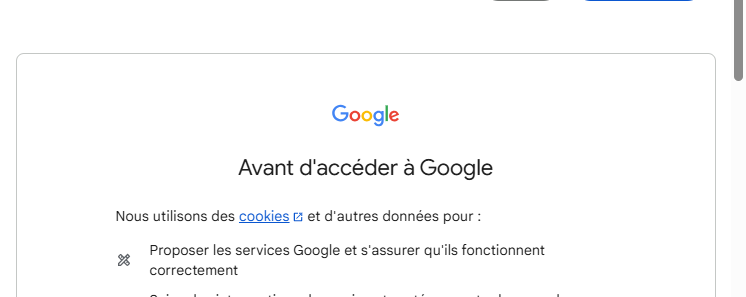 Google
Avant d'accéder à Google
Nous utilisons des cookies et d'autres données pour :
Proposer les services Google et s'assurer qu'ils fonctionnent
correctement